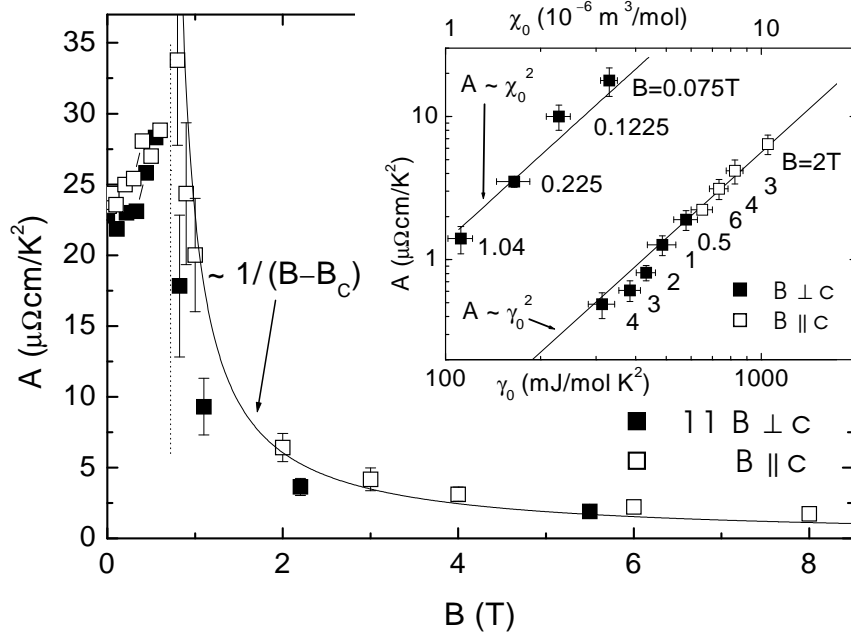 χ₀ (10⁻⁶ m³/mol)
1 10
35
30
25
20
15
10
5
0
A (μΩcm/K²)
~ 1/(B−B_C)
0 2 4 6 8
B (T)
11 B ⊥ c
B || c
10
1
A (μΩcm/K²)
A ~ χ₀²
B=0.075T
0.1225
0.225
1.04
B=2T
3
4
6
0.5
1
2
3
4
A ~ γ₀²
B ⊥ c
B || c
100 1000
γ₀ (mJ/mol K²)